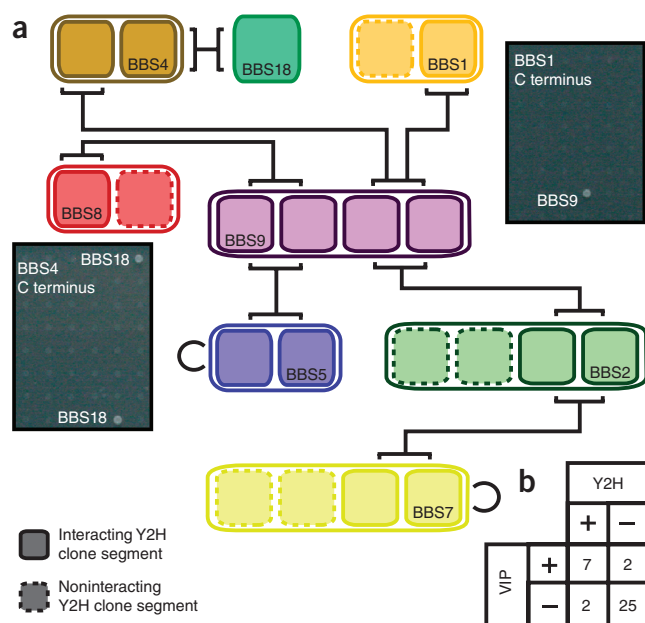 a
BBS4
BBS18
BBS1
BBS1
C terminus
BBS9
BBS8
BBS9
BBS4
C terminus
BBS18
BBS18
BBS5
BBS2
BBS7
b
Y2H
+ −
VIP + 7 2
− 2 25
Interacting Y2H
clone segment
Noninteracting
Y2H clone segment